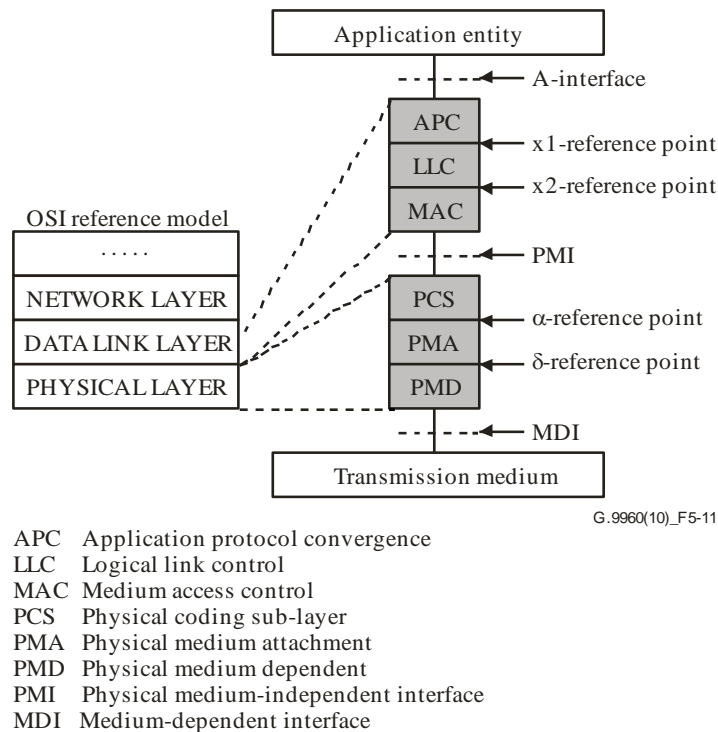 Application entity
A-interface
APC
x1-reference point
LLC
x2-reference point
MAC
OSI reference model
.....
PMI
NETWORK LAYER
PCS
α-reference point
DATA LINK LAYER
PMA
δ-reference point
PHYSICAL LAYER
PMD
MDI
Transmission medium
G.9960(10)_F5-11
APC Application protocol convergence
LLC Logical link control
MAC Medium access control
PCS Physical coding sub-layer
PMA Physical medium attachment
PMD Physical medium dependent
PMI Physical medium-independent interface
MDI Medium-dependent interface